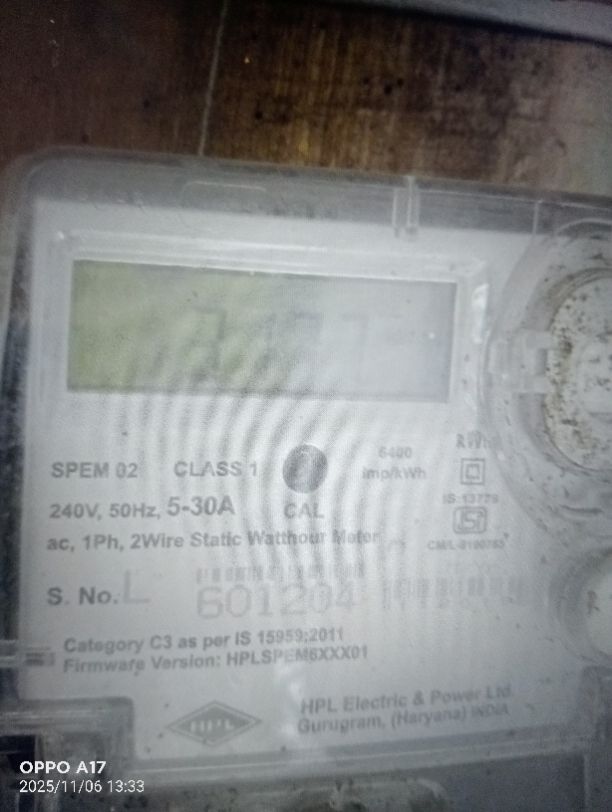 SPEM 02 CLASS 1
6400
imp/kWh
240V, 50Hz, 5-30A CAL
IS 13779
ac, 1Ph, 2Wire Static Watthour Meter
S. No. L 601204
Category C3 as per IS 15959:2011
Firmware Version: HPLSPEM6XXX01
HPL
HPL Electric & Power Ltd.
Gurugram, (Haryana) INDIA
OPPO A17
2025/11/06 13:33